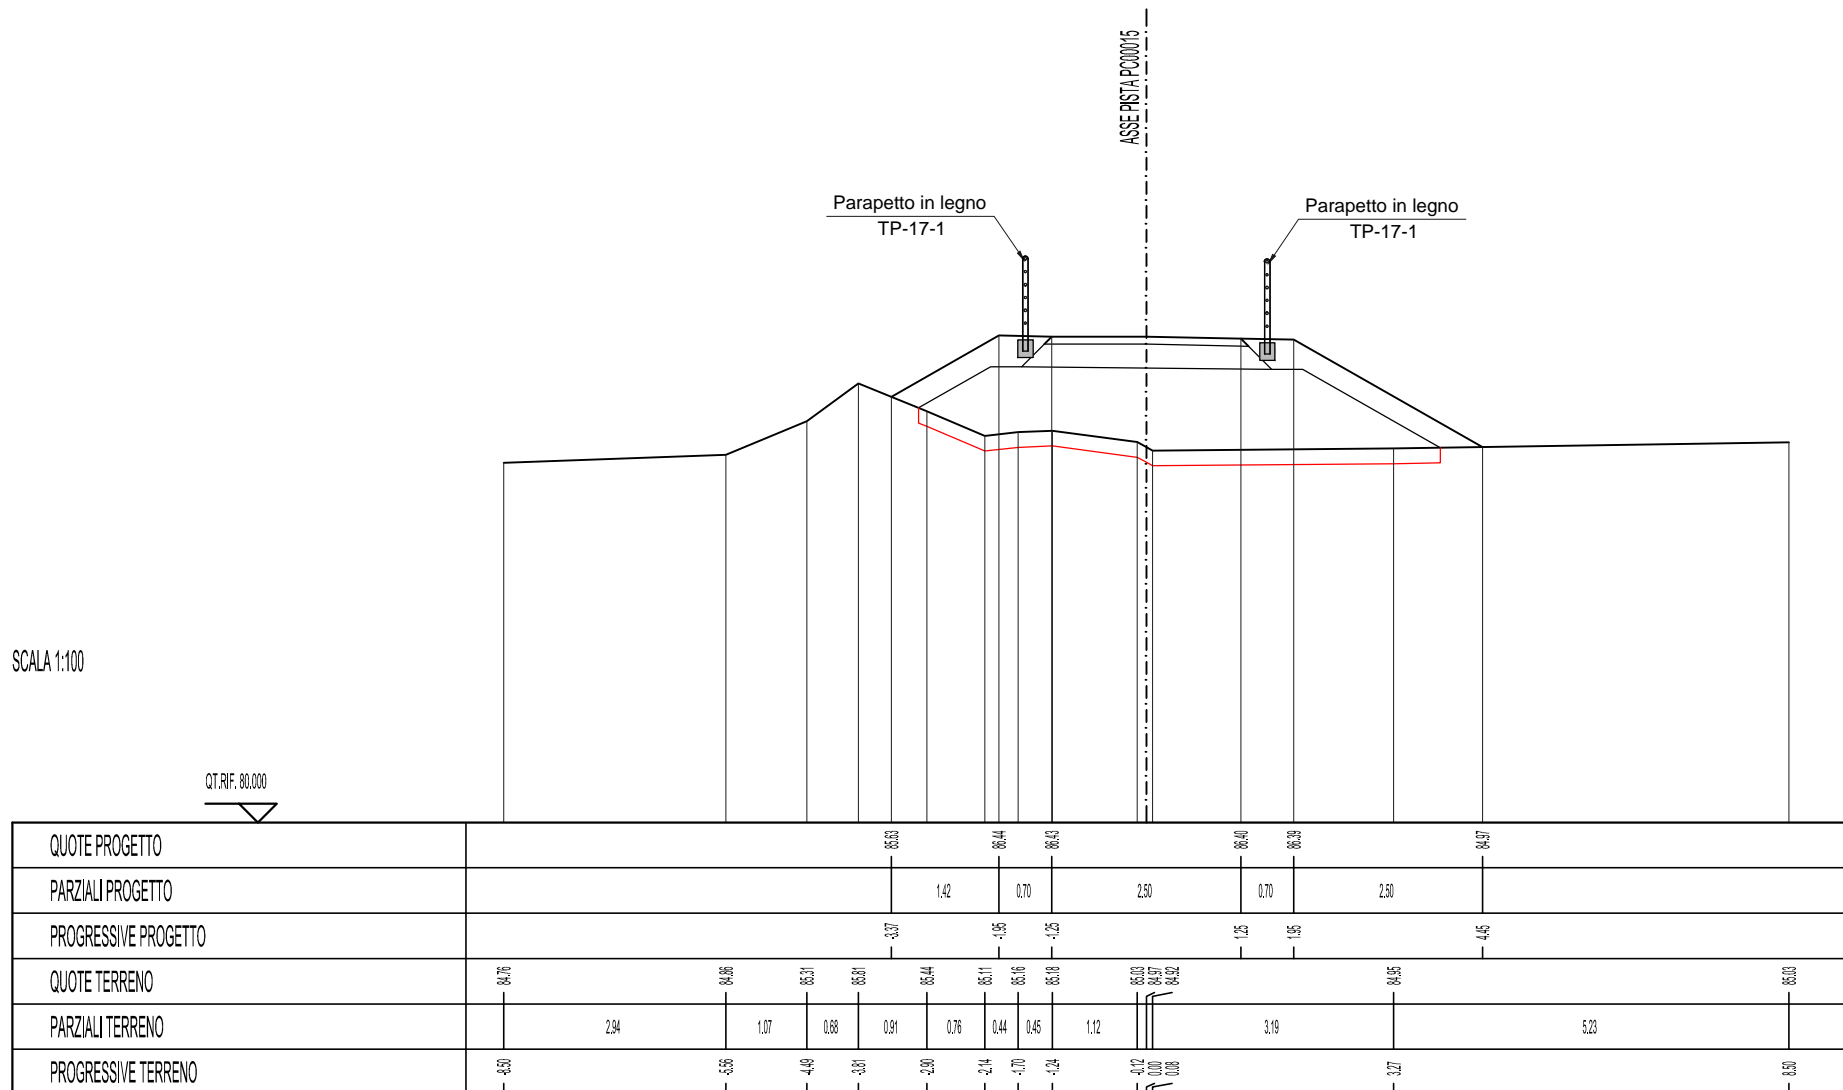 ASSE PISTA PC00015
Parapetto in legno
TP-17-1
Parapetto in legno
TP-17-1
SCALA 1:100
QT.RIF. 80.000
QUOTE PROGETTO
85.63 86.44 86.43 86.40 86.39 84.97
PARZIALI PROGETTO
1.42 0.70 2.50 0.70 2.50
PROGRESSIVE PROGETTO
-3.37 -1.95 -1.25 1.25 1.95 4.45
QUOTE TERRENO
84.76 84.86 85.31 85.81 85.44 85.11 85.16 85.18 85.03 84.97 84.92 84.95 85.03
PARZIALI TERRENO
2.94 1.07 0.68 0.91 0.76 0.44 0.45 1.12 3.19 5.23
PROGRESSIVE TERRENO
-8.50 -5.56 -4.49 -3.81 -2.90 -2.14 -1.70 -1.24 -0.12 0.00 0.08 3.27 8.50